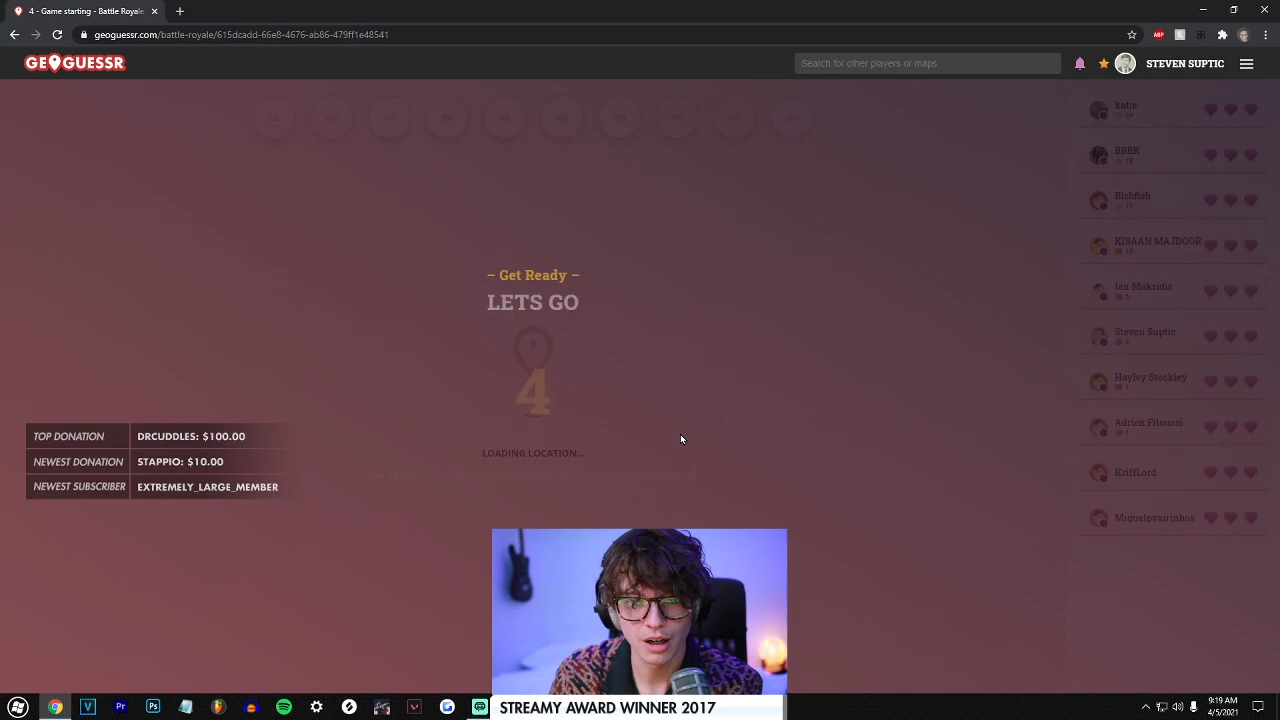 4 - Game starting - Battle Royale
geoguessr.com/battle-royale/615dcadd-66e8-4676-ab86-479ff1e48541
ABP
GEOGUESSR
Search for other players or maps
STEVEN SUPTIC
katie
BBBK
Blobfish
KISAAN MAJDOOR
Ian Makridis
Steven Suptic
Hayley Stockley
Adrien Fitoussi
KriffLord
Miguelpvairinhos
– Get Ready –
LETS GO
4
LOADING LOCATION...
TOP DONATION DRCUDDLES: $100.00
NEWEST DONATION STAPPIO: $10.00
NEWEST SUBSCRIBER EXTREMELY_LARGE_MEMBER
STREAMY AWARD WINNER 2017
9:19 AM
4/5/2021